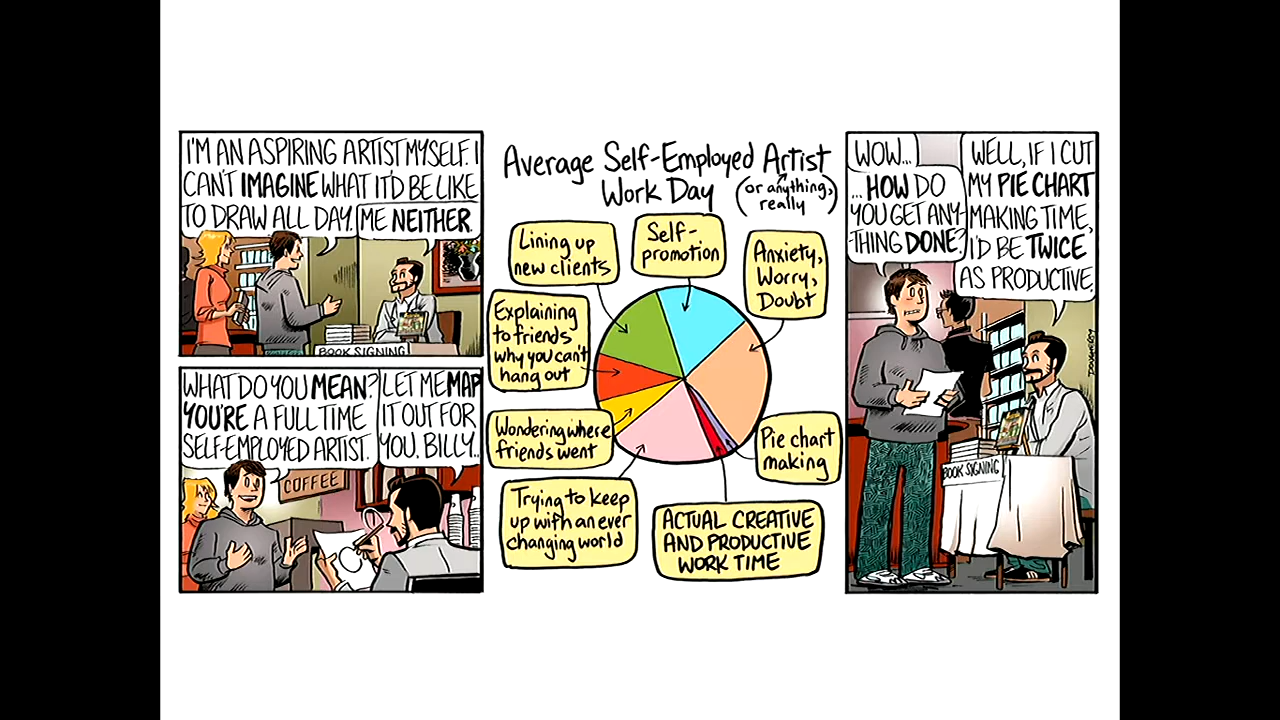 I'M AN ASPIRING ARTIST MYSELF. I
CAN'T IMAGINE WHAT IT'D BE LIKE
TO DRAW ALL DAY.
ME NEITHER.
BOOK SIGNING
WHAT DO YOU MEAN?
YOU'RE A FULL TIME
SELF-EMPLOYED ARTIST.
LET ME MAP
IT OUT FOR
YOU, BILLY...
COFFEE
Average Self-Employed Artist
Work Day
(or anything,
really)
Lining up
new clients
Self-
promotion
Anxiety,
Worry,
Doubt
Explaining
to friends
why you can't
hang out
Wondering where
friends went
Pie chart
making
Trying to keep
up with an ever
changing world
ACTUAL CREATIVE
AND PRODUCTIVE
WORK TIME
WOW...
...HOW DO
YOU GET ANY-
THING DONE?
WELL, IF I CUT
MY PIE CHART
MAKING TIME,
I'D BE TWICE
AS PRODUCTIVE.
BOOK SIGNING